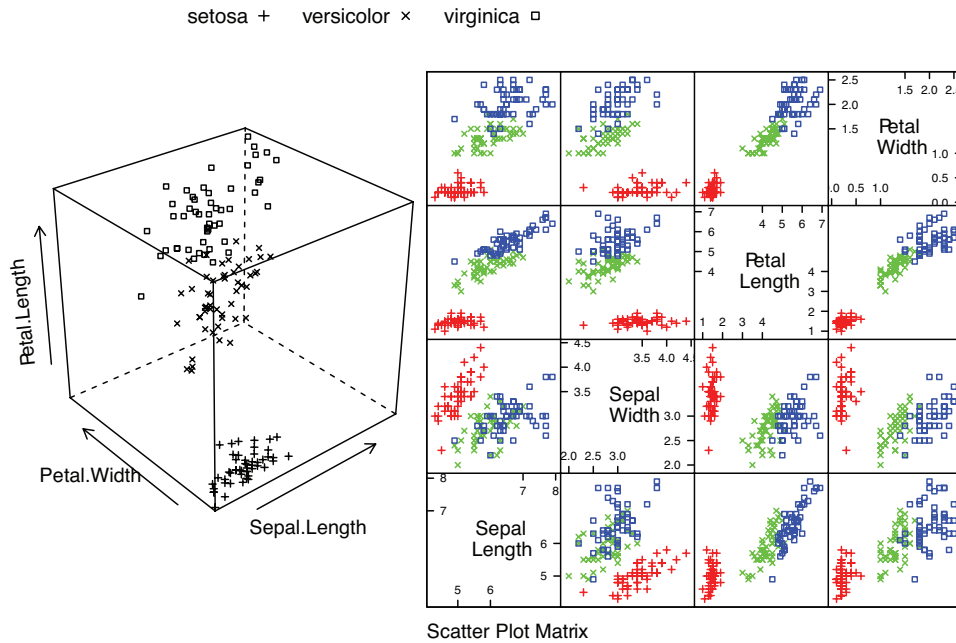 setosa + versicolor × virginica □
2.5
1.5 2.0 2.5
2.0
Petal
Width
1.5
1.0
0.5
0.0 0.5 1.0
0.0
7
4 5 6 7
6
5
Petal
Length
4
4
3
2
1 2 3 4
1
4.5
3.5 4.0 4.5
4.0
3.5
Sepal
Width
3.0
2.5
2.0 2.5 3.0
2.0
8
7 8
7
Sepal
Length
6
5
5 6
Petal.Length
Petal.Width
Sepal.Length
Scatter Plot Matrix